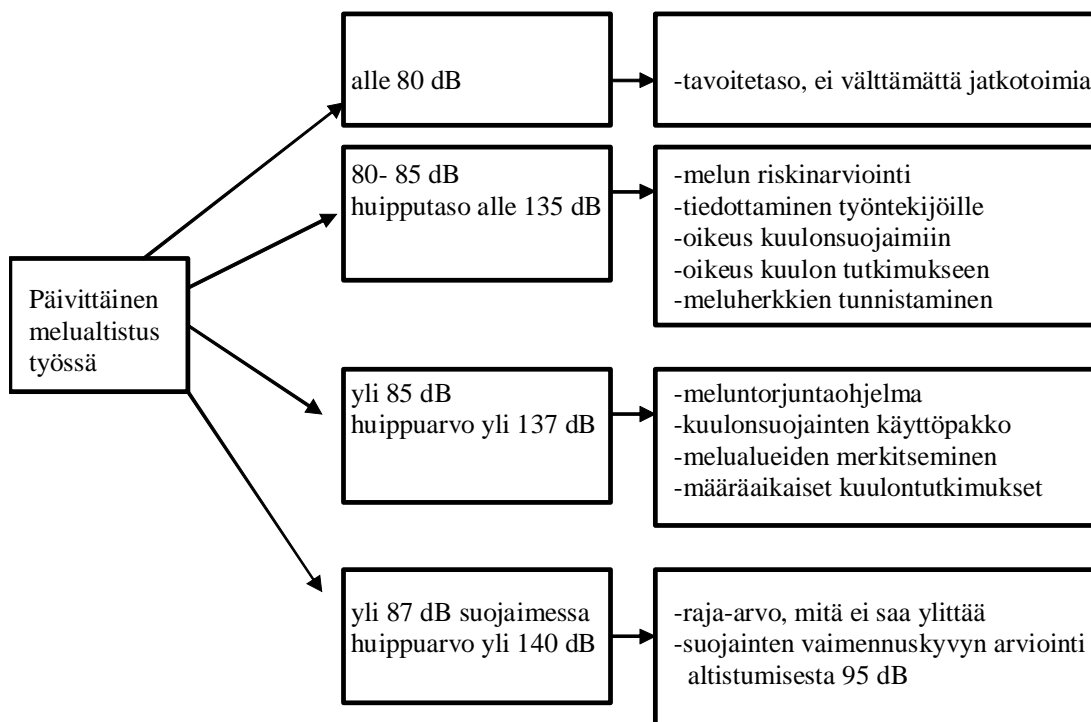 alle 80 dB
-tavoitetaso, ei välttämättä jatkotoimia
80- 85 dB
huipputaso alle 135 dB
-melun riskinarviointi
-tiedottaminen työntekijöille
-oikeus kuulonsuojaimiin
-oikeus kuulon tutkimukseen
-meluherkkien tunnistaminen
Päivittäinen
melualtistus
työssä
yli 85 dB
huippuarvo yli 137 dB
-meluntorjuntaohjelma
-kuulonsuojainten käyttöpakko
-melualueiden merkitseminen
-määräaikaiset kuulontutkimukset
yli 87 dB suojaimessa
huippuarvo yli 140 dB
-raja-arvo, mitä ei saa ylittää
-suojainten vaimennuskyvyn arviointi
altistumisesta 95 dB